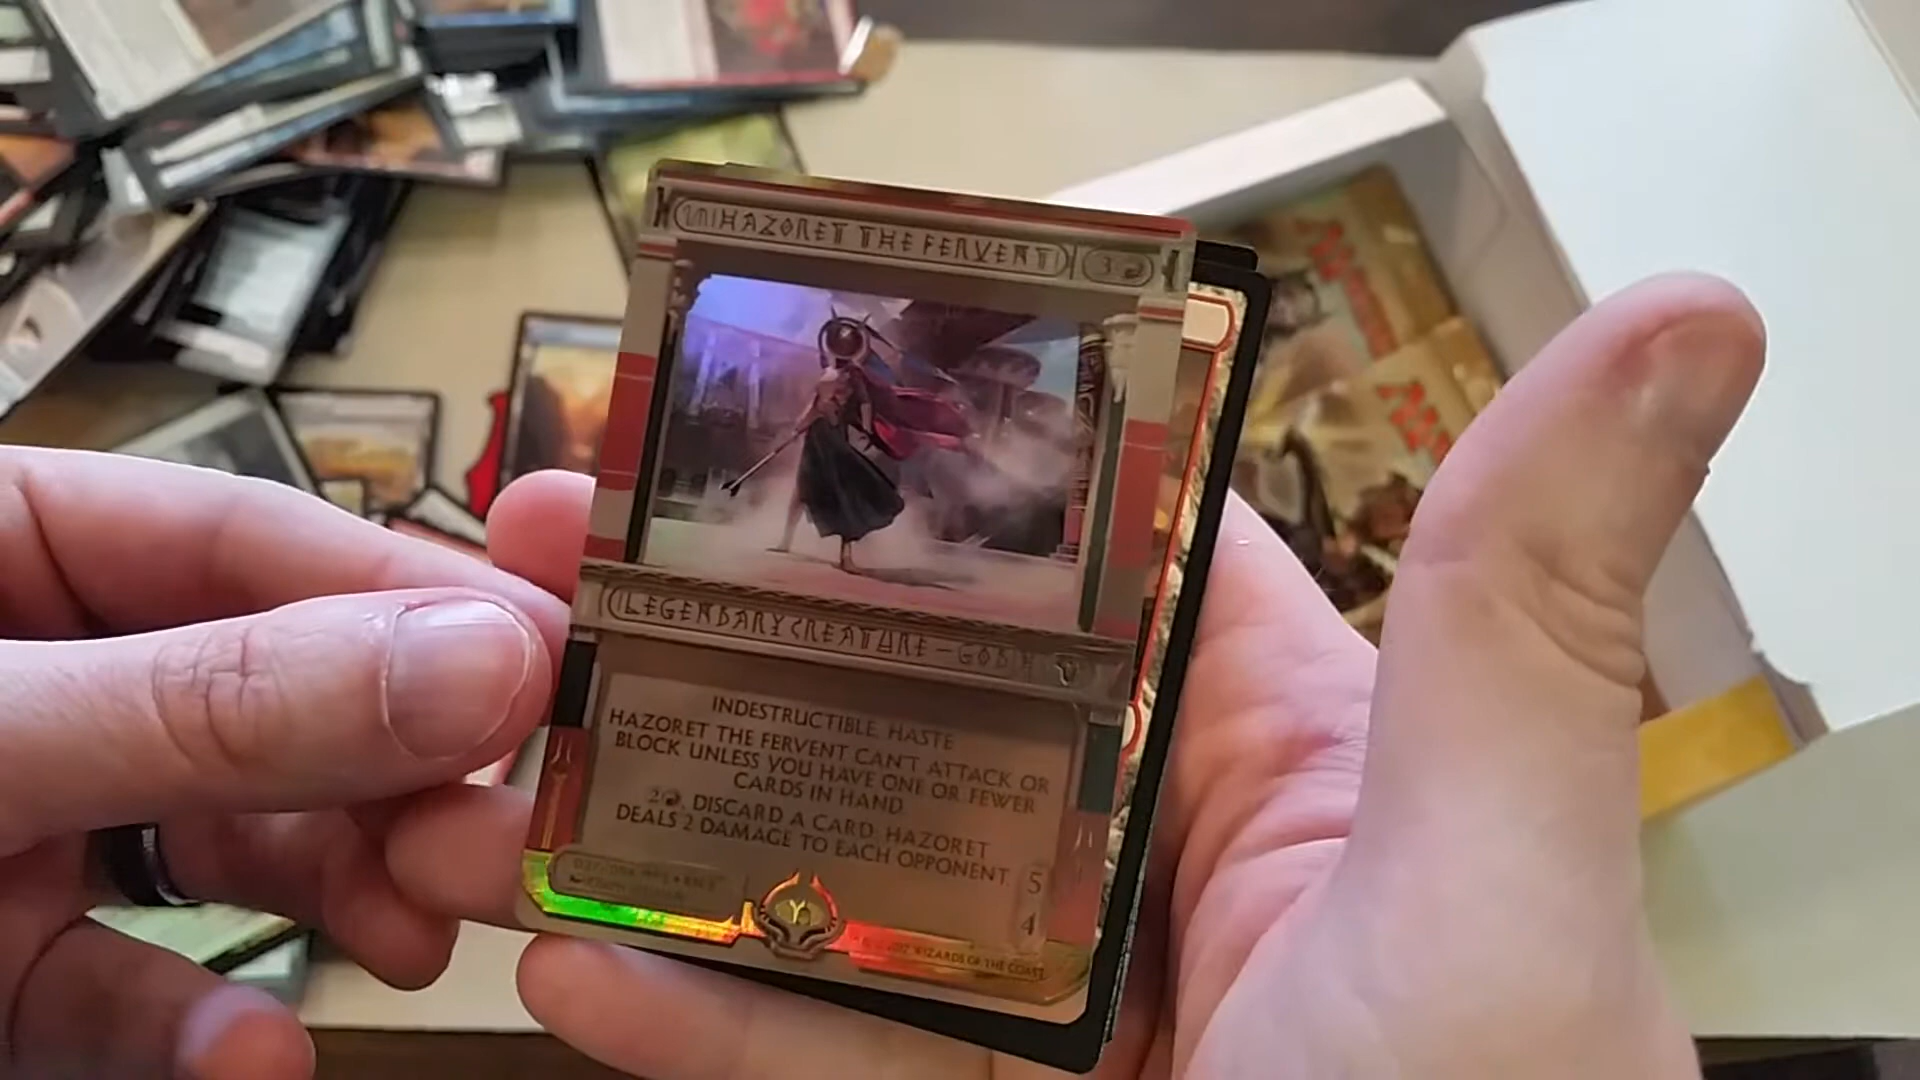 HAZORET THE FERVENT 3
LEGENDARY CREATURE – GOD
INDESTRUCTIBLE, HASTE
HAZORET THE FERVENT CAN'T ATTACK OR
BLOCK UNLESS YOU HAVE ONE OR FEWER
CARDS IN HAND.
2, DISCARD A CARD: HAZORET
DEALS 2 DAMAGE TO EACH OPPONENT.
5
4
WIZARDS OF THE COAST